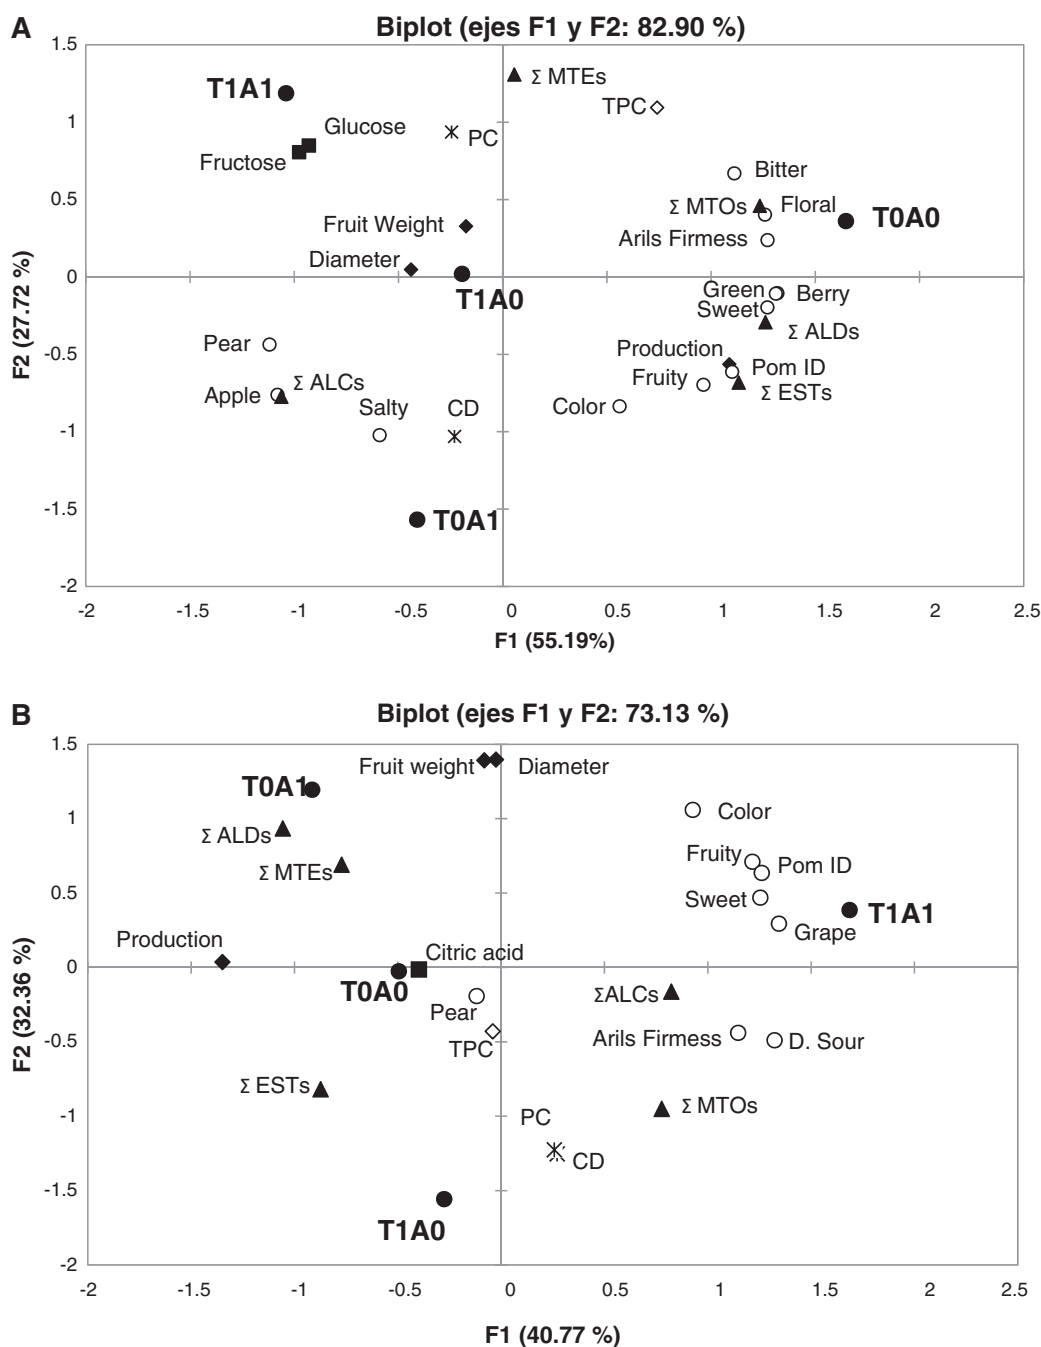 A
Biplot (ejes F1 y F2: 82.90 %)
1.5
Σ MTEs
T1A1
TPC
1
Glucose
PC
Fructose
Bitter
0.5
Σ MTOs
Floral
T0A0
Fruit Weight
Arils Firmess
Diameter
0
T1A0
Green
Berry
Sweet
Σ ALDs
Pear
Production
-0.5
Pom ID
Fruity
Σ ALCs
Apple
Σ ESTs
Salty
CD
Color
-1
-1.5
T0A1
-2
F2 (27.72 %)
-2
-1.5
-1
-0.5
0
0.5
1
1.5
2
2.5
F1 (55.19%)
B
Biplot (ejes F1 y F2: 73.13 %)
1.5
Fruit weight
Diameter
T0A1
1
Color
Σ ALDs
Fruity
Pom ID
Σ MTEs
0.5
Sweet
T1A1
Grape
Production
Citric acid
0
T0A0
ΣALCs
Pear
-0.5
TPC
Arils Firmess
D. Sour
Σ ESTs
Σ MTOs
-1
PC
CD
-1.5
T1A0
-2
F2 (32.36 %)
-2
-1.5
-1
-0.5
0
0.5
1
1.5
2
2.5
F1 (40.77 %)